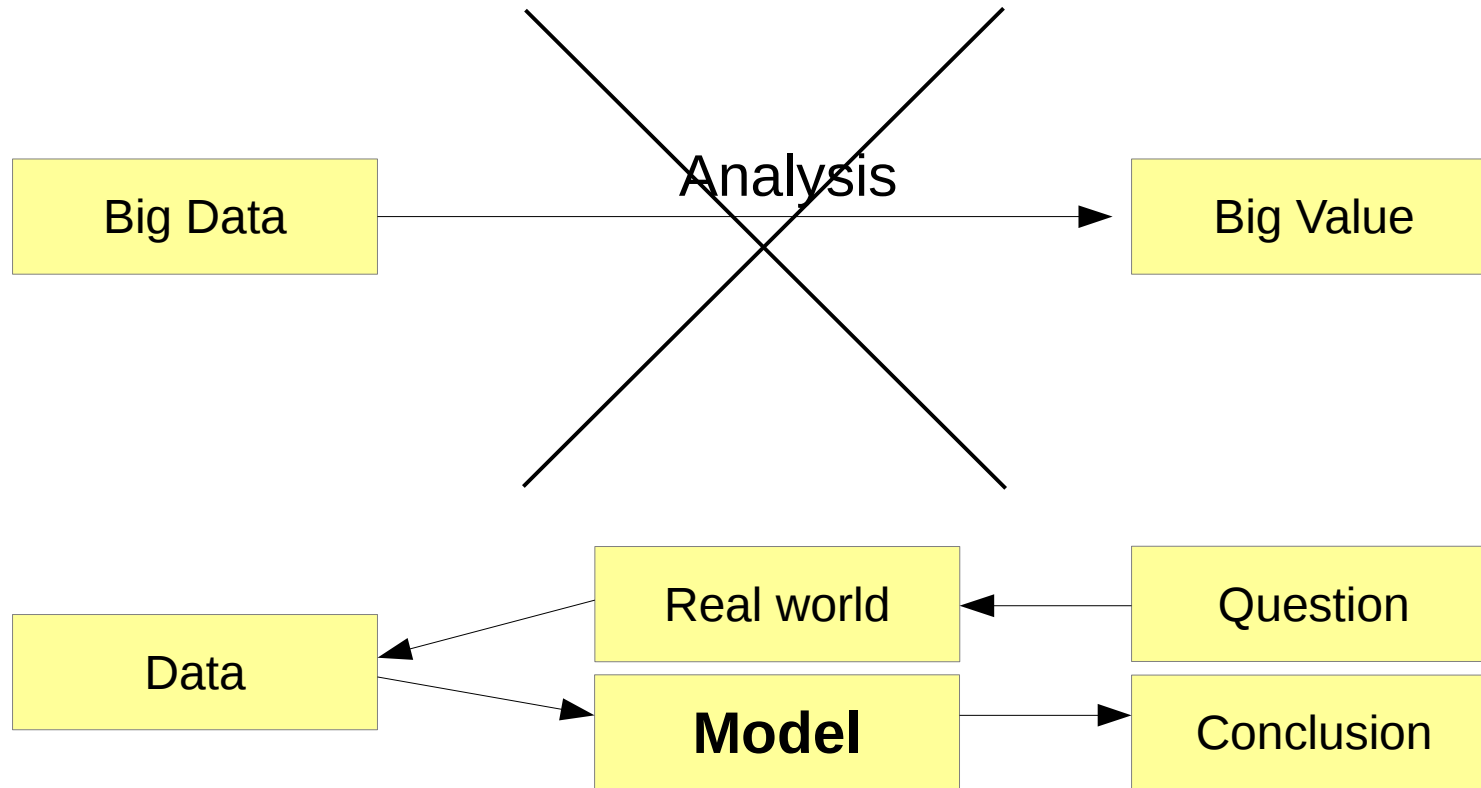 Analysis
Big Data
Big Value
Real world
Question
Data
Model
Conclusion